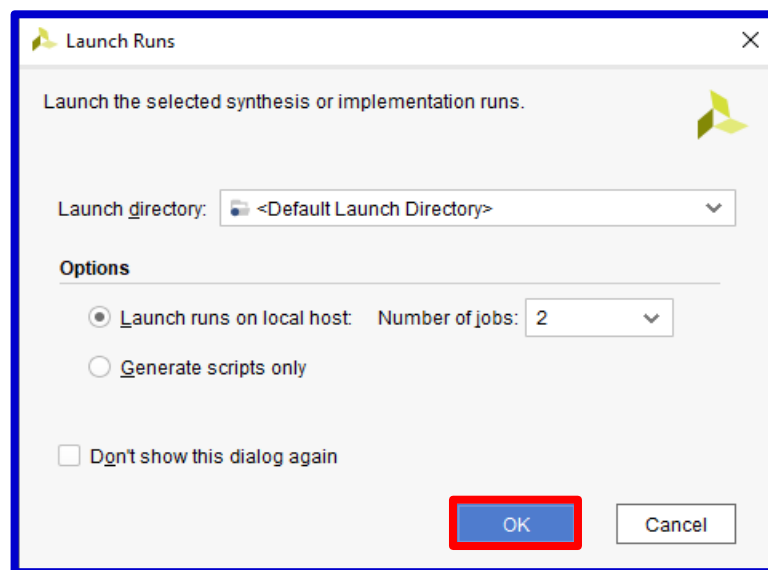 Launch Runs
Launch the selected synthesis or implementation runs.
Launch directory: <Default Launch Directory>
Options
Launch runs on local host: Number of jobs: 2
Generate scripts only
Don't show this dialog again
OK Cancel